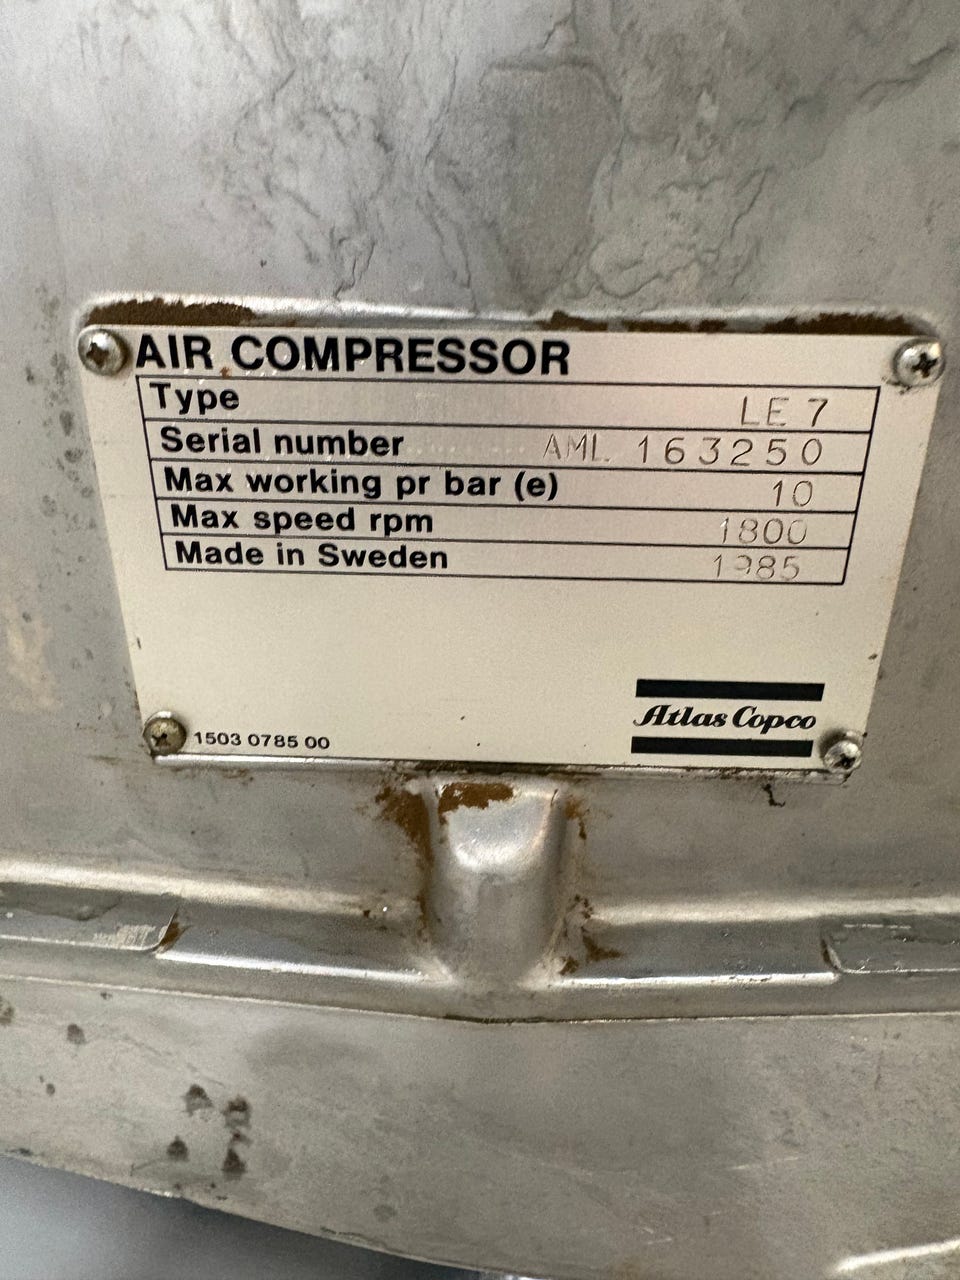 AIR COMPRESSOR
Type LE 7
Serial number AML 163250
Max working pr bar (e) 10
Max speed rpm 1800
Made in Sweden 1985
Atlas Copco
1503 0785 00